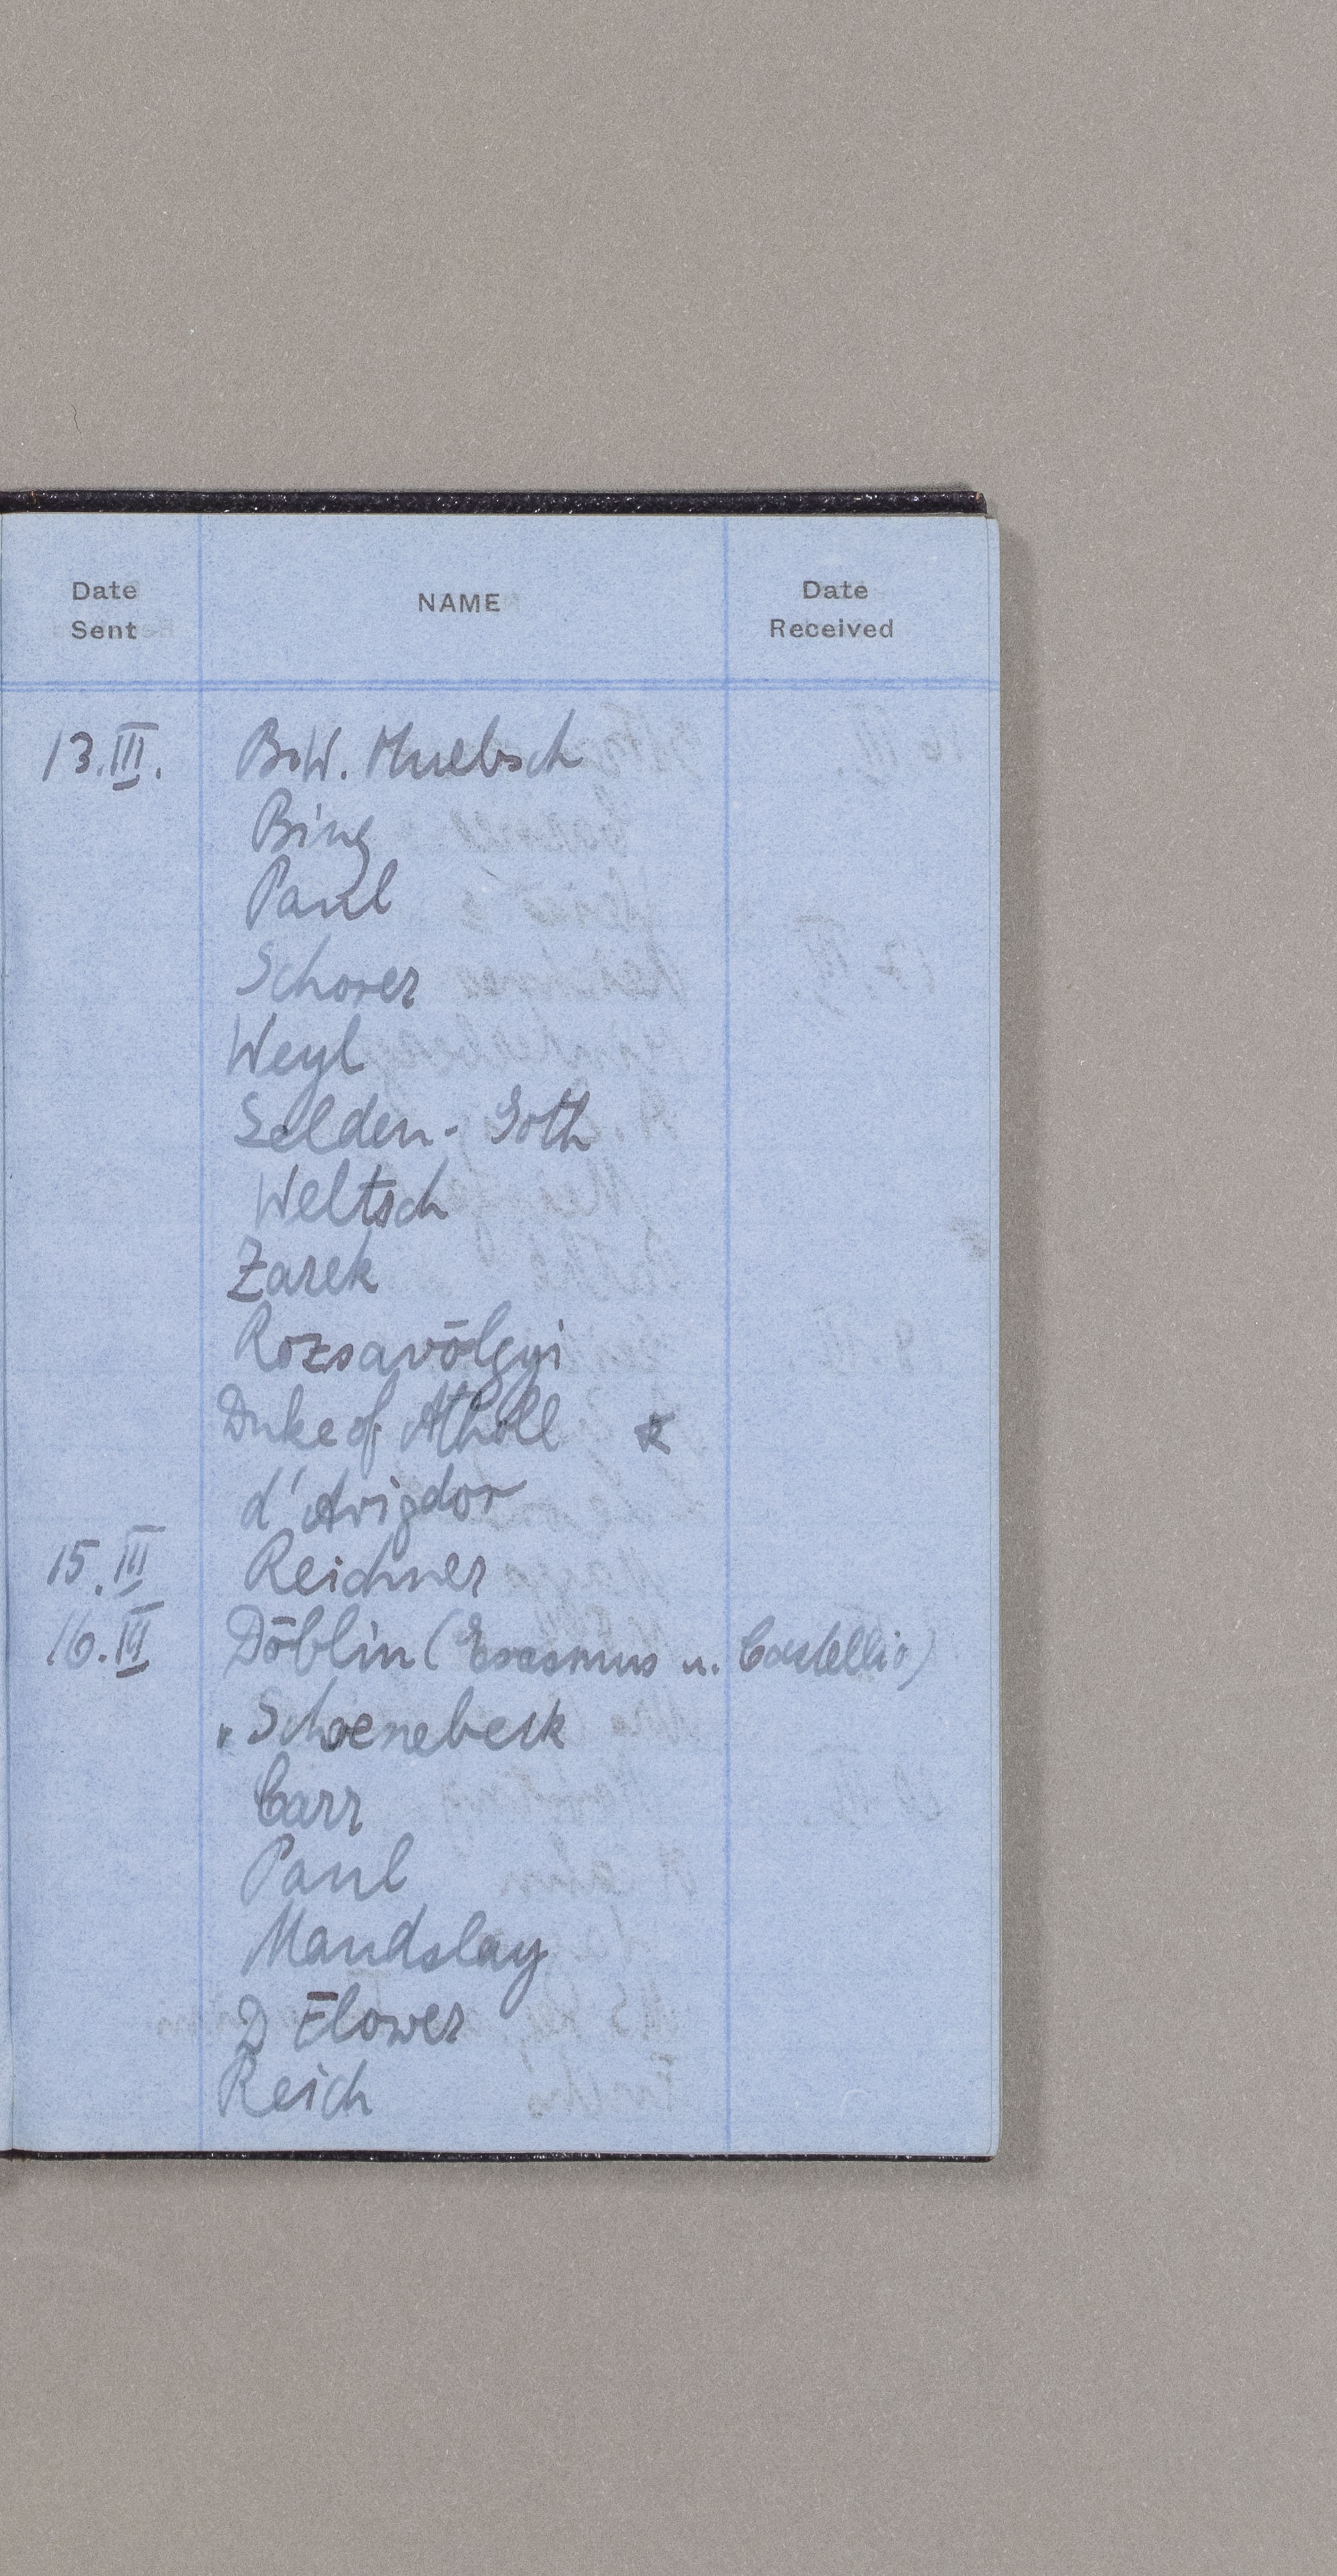 Date Sent NAME Date Received
13.III. B.W. Huebsch
Bing
Paul
Schorer
Weyl
Selden-Goth
Weltsch
Zarek
Rozsavölgyi
Duke of Atholl
d'Avigdor
15.III Reichner
16.III Döblin (Erasmus u. Castellio)
" Schoenebeck
Carr
Paul
Maudslay
D Flower
Reich